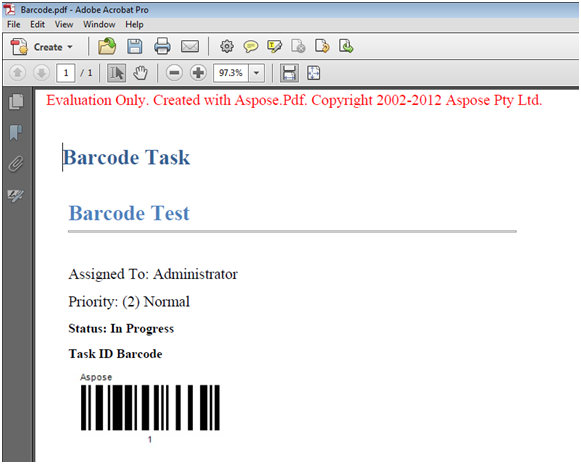 Barcode.pdf - Adobe Acrobat Pro
File Edit View Window Help
Create
1 / 1 97.3%
Evaluation Only. Created with Aspose.Pdf. Copyright 2002-2012 Aspose Pty Ltd.
Barcode Task
Barcode Test
Assigned To: Administrator
Priority: (2) Normal
Status: In Progress
Task ID Barcode
Aspose
1